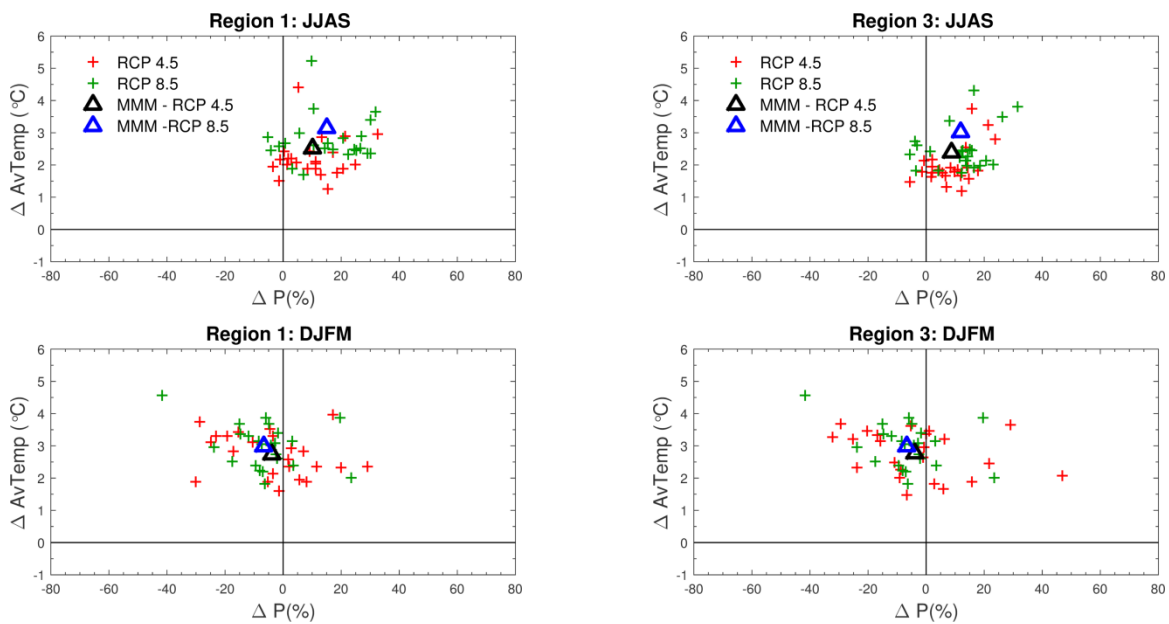 Region 1: JJAS
6
5
4
3
2
1
0
-1
Δ AvTemp (°C)
RCP 4.5
RCP 8.5
MMM - RCP 4.5
MMM -RCP 8.5
-80 -60 -40 -20 0 20 40 60 80
Δ P(%)
Region 3: JJAS
6
5
4
3
2
1
0
-1
Δ AvTemp (°C)
RCP 4.5
RCP 8.5
MMM - RCP 4.5
MMM -RCP 8.5
-80 -60 -40 -20 0 20 40 60 80
Δ P(%)
Region 1: DJFM
6
5
4
3
2
1
0
-1
Δ AvTemp (°C)
-80 -60 -40 -20 0 20 40 60 80
Δ P(%)
Region 3: DJFM
6
5
4
3
2
1
0
-1
Δ AvTemp (°C)
-80 -60 -40 -20 0 20 40 60 80
Δ P(%)